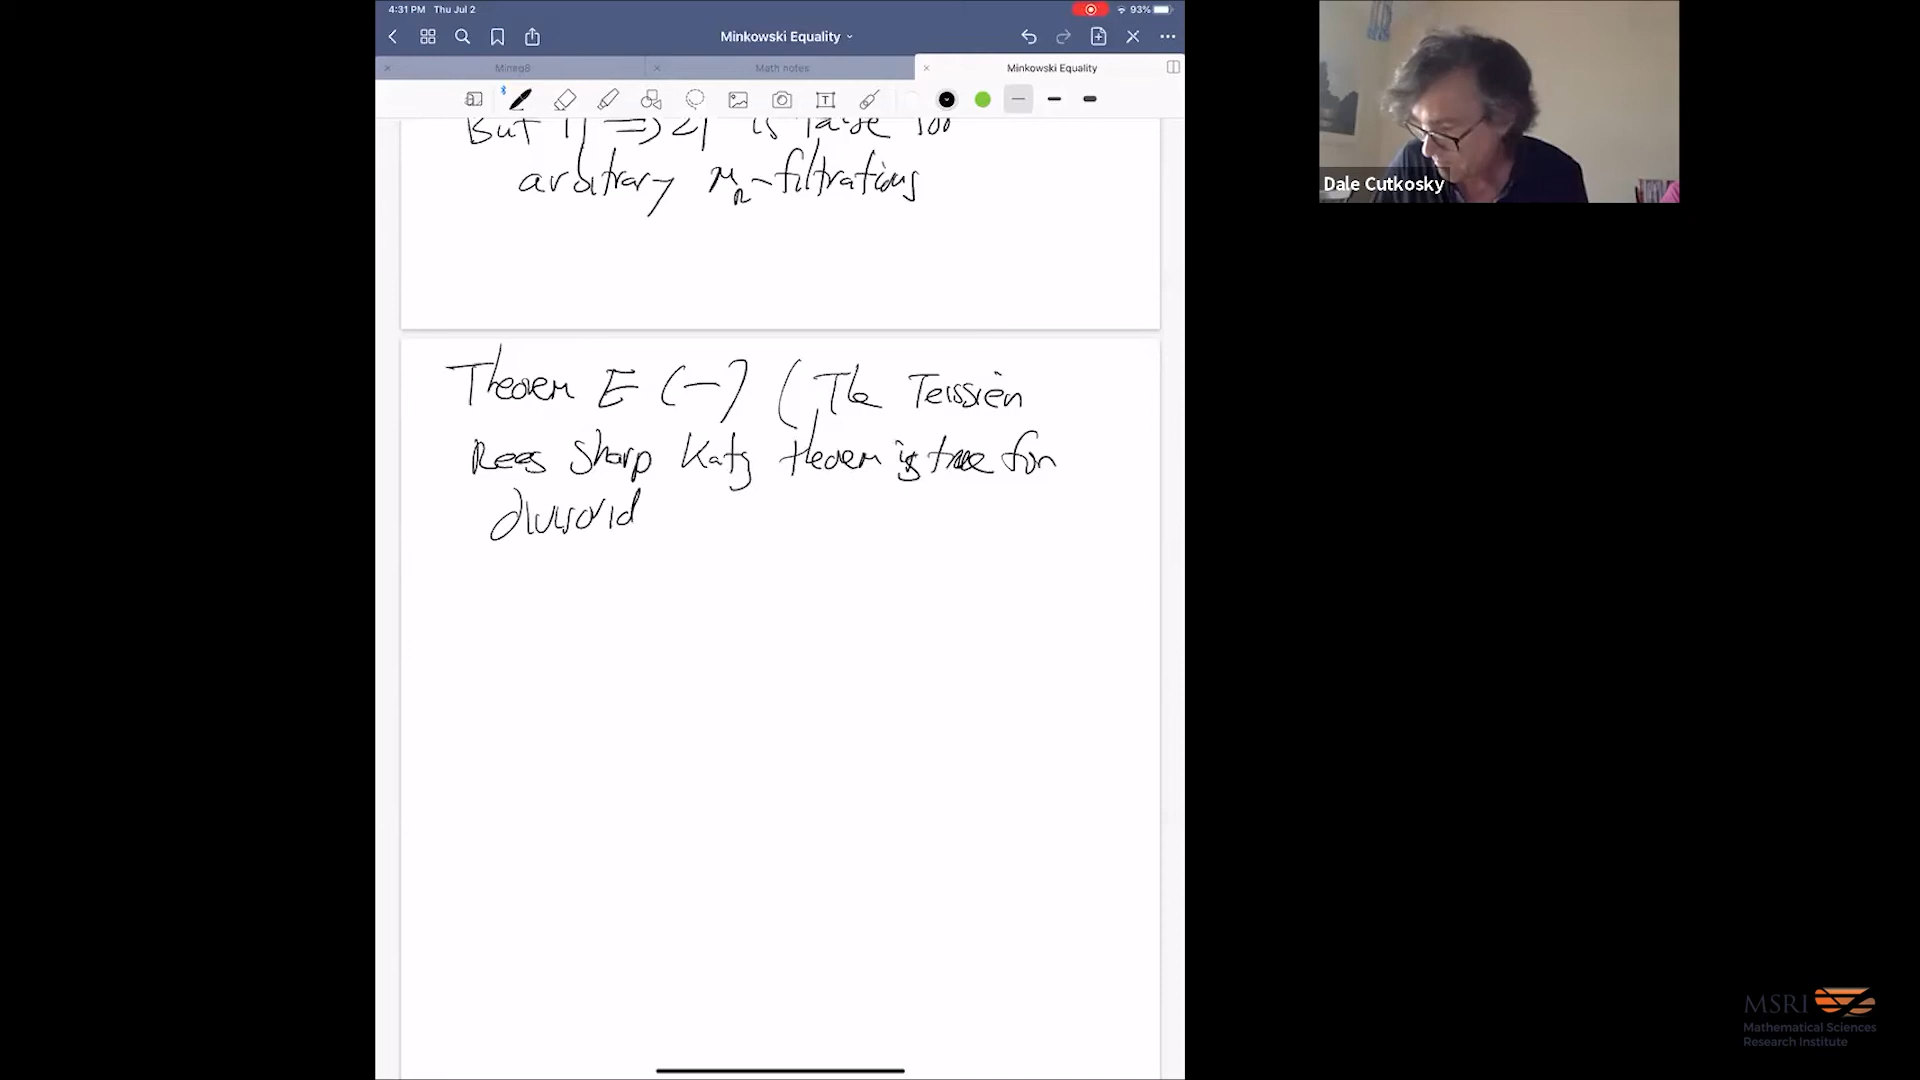 4:31 PM Thu Jul 2
93%
Minkowski Equality
Mineq8
Math notes
Minkowski Equality
But 1) => 2) is false for
arbitrary m_R-filtrations
Theorem E (–) (The Teissier
Rees Sharp Katz theorem is true for
divisorial
Dale Cutkosky
MSRI
Mathematical Sciences
Research Institute